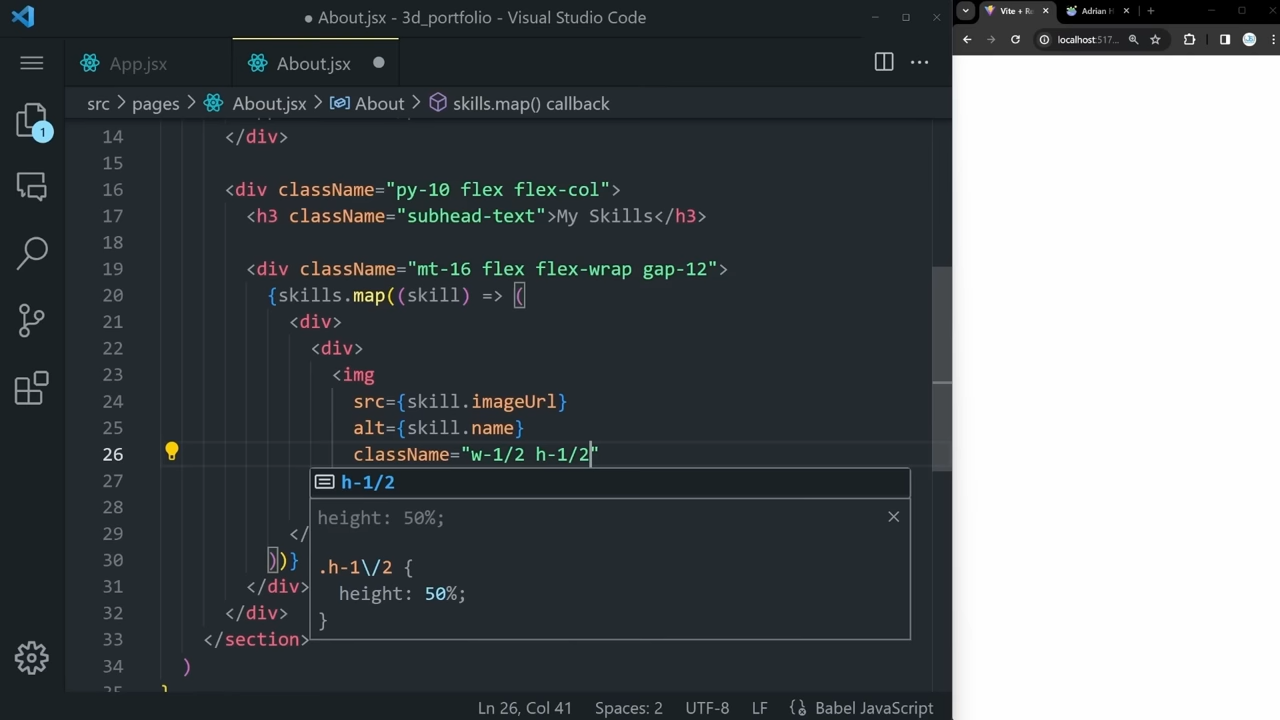 ● About.jsx - 3d_portfolio - Visual Studio Code
App.jsx
About.jsx
src > pages > About.jsx > About > skills.map() callback
14 </div>
15
16 <div className="py-10 flex flex-col">
17 <h3 className="subhead-text">My Skills</h3>
18
19 <div className="mt-16 flex flex-wrap gap-12">
20 {skills.map((skill) => (
21 <div>
22 <div>
23 <img
24 src={skill.imageUrl}
25 alt={skill.name}
26 className="w-1/2 h-1/2"
27
28
29 </
30 ))}
31 </div>
32 </div>
33 </section>
34 )
35 }
h-1/2
height: 50%;
.h-1\/2 {
height: 50%;
}
1
Ln 26, Col 41 Spaces: 2 UTF-8 LF Babel JavaScript
Vite + Re
Adrian H
localhost:517...